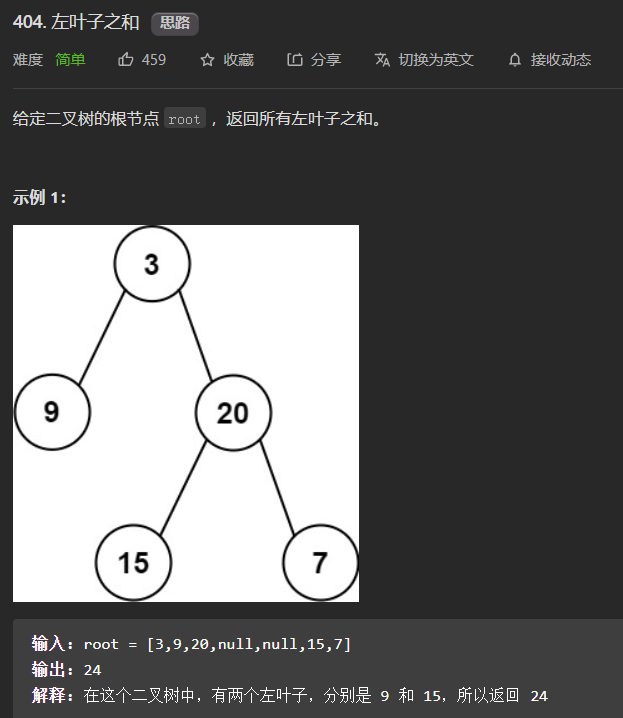 404. 左叶子之和 思路
难度 简单 459 收藏 分享 切换为英文 接收动态
给定二叉树的根节点 root ，返回所有左叶子之和。
示例 1：
3
9 20
15 7
输入：root = [3,9,20,null,null,15,7]
输出：24
解释：在这个二叉树中，有两个左叶子，分别是 9 和 15，所以返回 24